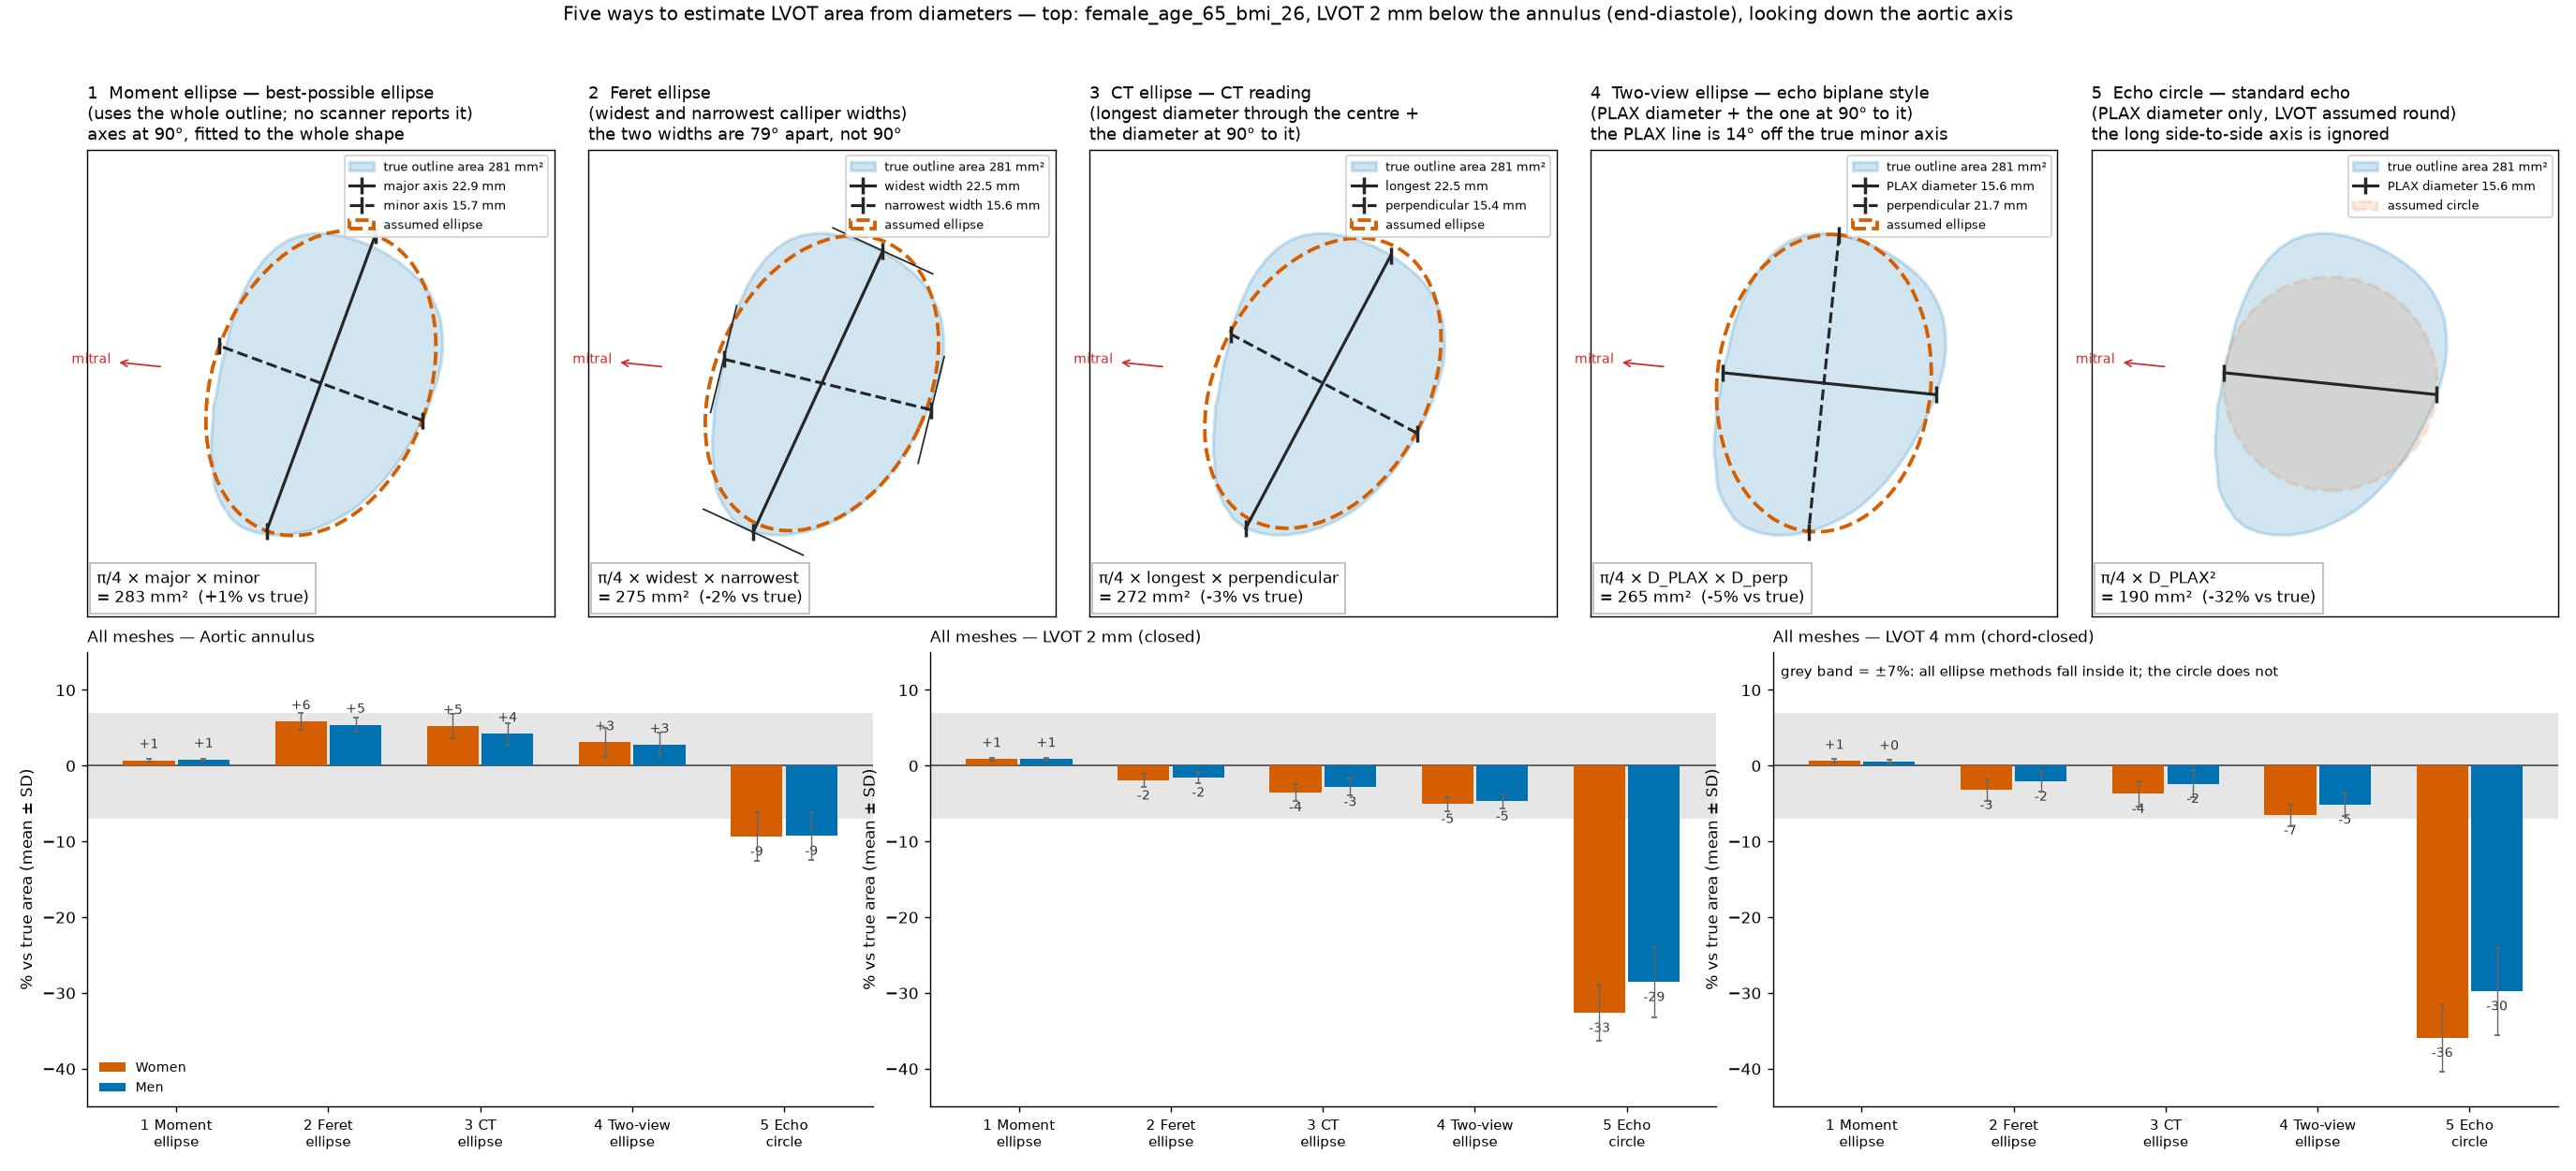 Five ways to estimate LVOT area from diameters — top: female_age_65_bmi_26, LVOT 2 mm below the annulus (end-diastole), looking down the aortic axis
1  Moment ellipse — best-possible ellipse
(uses the whole outline; no scanner reports it)
axes at 90°, fitted to the whole shape
true outline area 281 mm²
major axis 22.9 mm
minor axis 15.7 mm
assumed ellipse
mitral
π/4 × major × minor
= 283 mm²  (+1% vs true)
2  Feret ellipse
(widest and narrowest calliper widths)
the two widths are 79° apart, not 90°
true outline area 281 mm²
widest width 22.5 mm
narrowest width 15.6 mm
assumed ellipse
mitral
π/4 × widest × narrowest
= 275 mm²  (-2% vs true)
3  CT ellipse — CT reading
(longest diameter through the centre +
the diameter at 90° to it)
true outline area 281 mm²
longest 22.5 mm
perpendicular 15.4 mm
assumed ellipse
mitral
π/4 × longest × perpendicular
= 272 mm²  (-3% vs true)
4  Two-view ellipse — echo biplane style
(PLAX diameter + the one at 90° to it)
the PLAX line is 14° off the true minor axis
true outline area 281 mm²
PLAX diameter 15.6 mm
perpendicular 21.7 mm
assumed ellipse
mitral
π/4 × D_PLAX × D_perp
= 265 mm²  (-5% vs true)
5  Echo circle — standard echo
(PLAX diameter only, LVOT assumed round)
the long side-to-side axis is ignored
true outline area 281 mm²
PLAX diameter 15.6 mm
assumed circle
mitral
π/4 × D_PLAX²
= 190 mm²  (-32% vs true)
All meshes — Aortic annulus
% vs true area (mean ± SD)
10
0
−10
−20
−30
−40
+1
+1
+6
+5
+5
+4
+3
+3
-9
-9
Women
Men
1 Moment
ellipse
2 Feret
ellipse
3 CT
ellipse
4 Two-view
ellipse
5 Echo
circle
All meshes — LVOT 2 mm (closed)
% vs true area (mean ± SD)
10
0
−10
−20
−30
−40
+1
+1
-2
-2
-4
-3
-5
-5
-33
-29
1 Moment
ellipse
2 Feret
ellipse
3 CT
ellipse
4 Two-view
ellipse
5 Echo
circle
All meshes — LVOT 4 mm (chord-closed)
grey band = ±7%: all ellipse methods fall inside it; the circle does not
% vs true area (mean ± SD)
10
0
−10
−20
−30
−40
+1
+0
-3
-2
-4
-2
-7
-5
-36
-30
1 Moment
ellipse
2 Feret
ellipse
3 CT
ellipse
4 Two-view
ellipse
5 Echo
circle